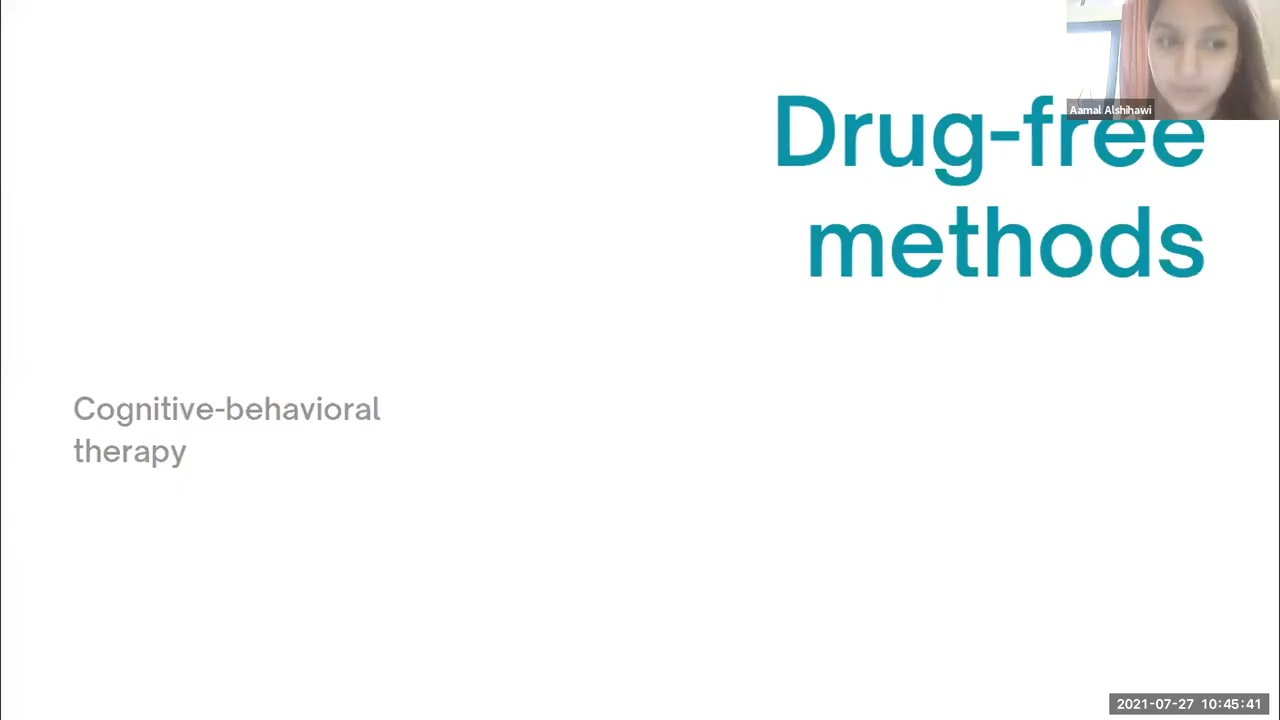 Aamal Alshihawi
Drug-free
methods
Cognitive-behavioral
therapy
2021-07-27 10:45:41